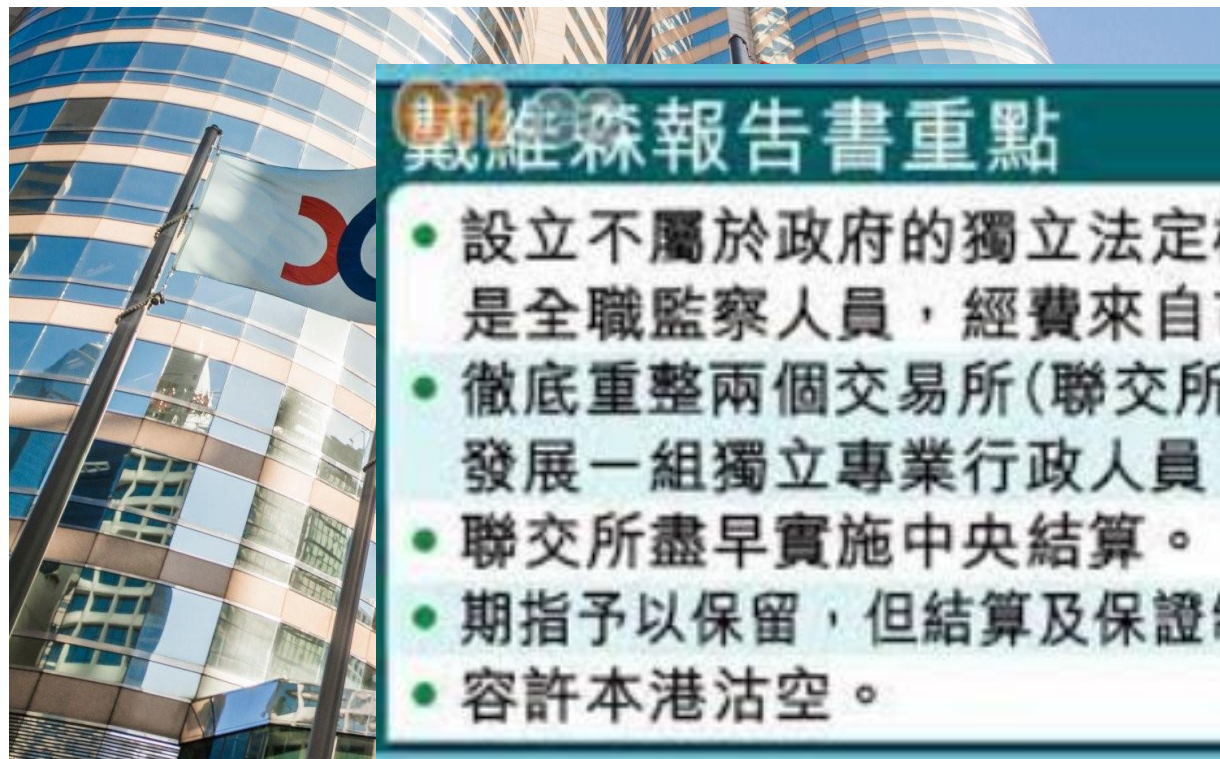 on.cc
戴維森報告書重點
• 設立不屬於政府的獨立法定
是全職監察人員，經費來自
• 徹底重整兩個交易所(聯交所
發展一組獨立專業行政人員
• 聯交所盡早實施中央結算。
• 期指予以保留，但結算及保證
• 容許本港沽空。